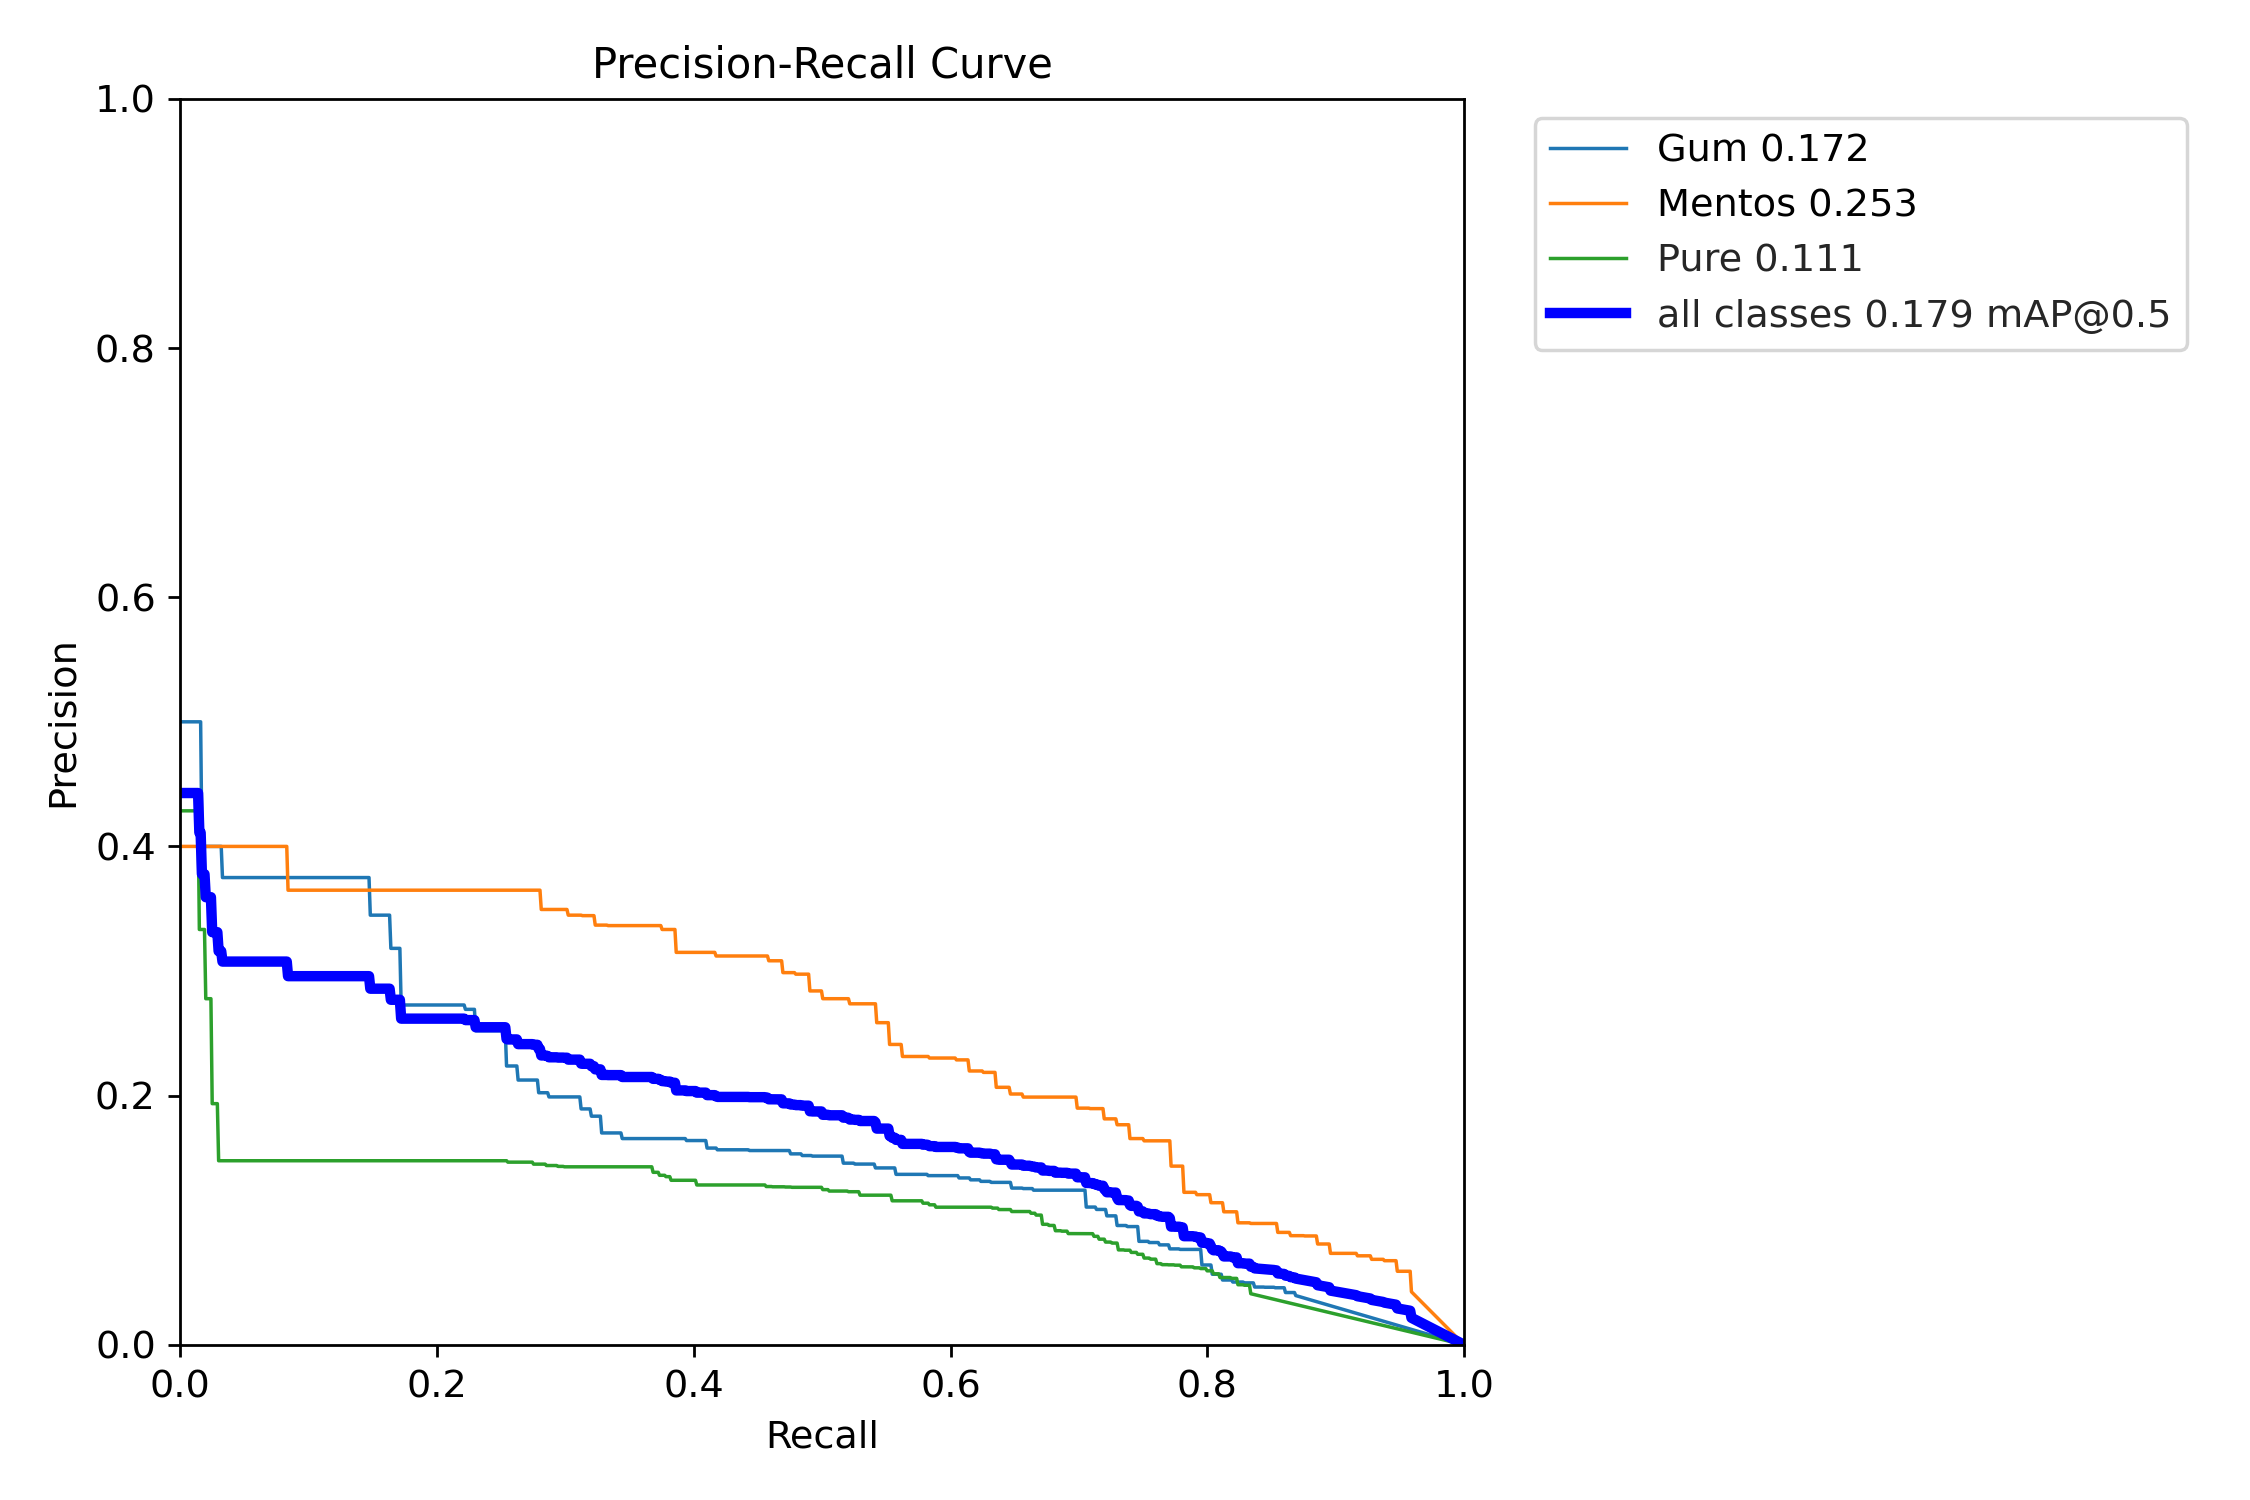 Precision-Recall Curve
1.0
0.8
0.6
0.4
0.2
0.0
Precision
0.0 0.2 0.4 0.6 0.8 1.0
Recall
Gum 0.172
Mentos 0.253
Pure 0.111
all classes 0.179 mAP@0.5